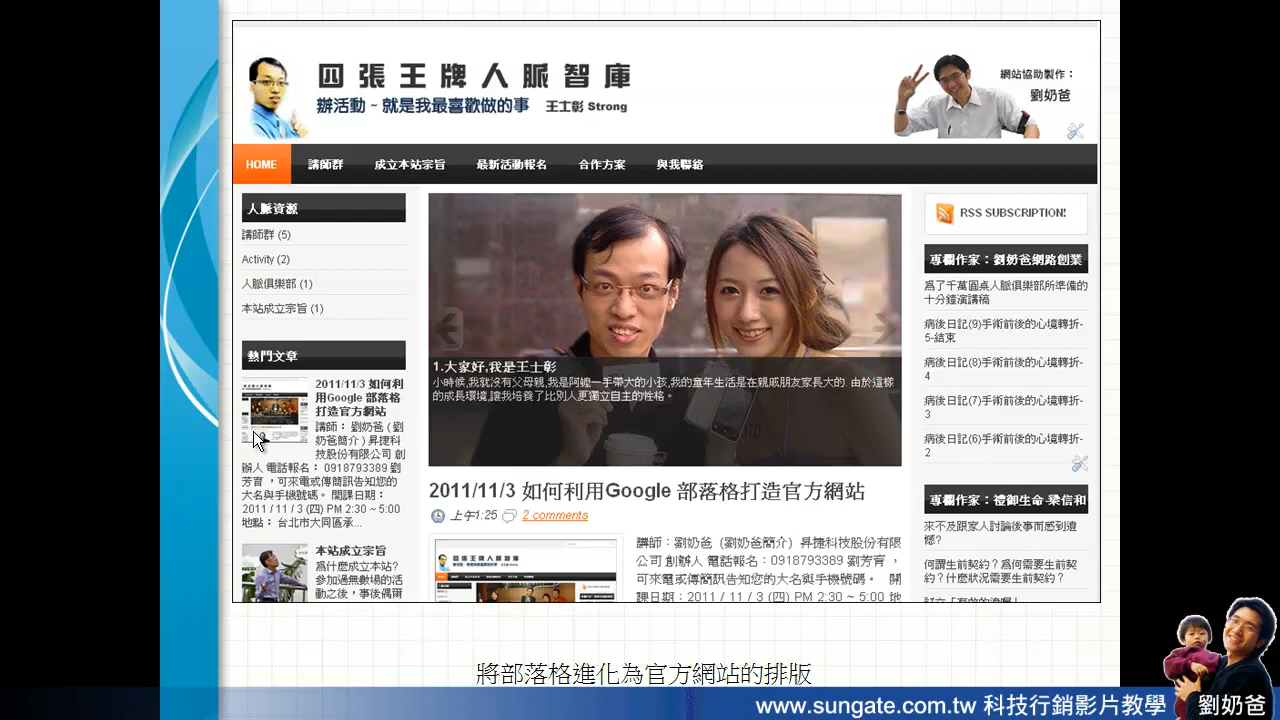 四張王牌人脈智庫
辦活動~就是我最喜歡做的事 王士彰 Strong
網站協助製作：
劉奶爸
HOME 講師群 成立本站宗旨 最新活動報名 合作方案 與我聯絡
人脈資源
講師群 (5)
Activity (2)
人脈俱樂部 (1)
本站成立宗旨 (1)
熱門文章
2011/11/3 如何利
用Google 部落格
打造官方網站
講師： 劉奶爸 ( 劉
奶爸簡介 ) 昇捷科
技股份有限公司 創
辦人 電話報名： 0918793389 劉
芳育 ，可來電或傳簡訊告知您的
大名與手機號碼。 開課日期：
2011 / 11 / 3 (四) PM 2:30 ~ 5:00
地點： 台北市大同區承...
本站成立宗旨
爲什麼成立本站?
參加過無數場的活
動之後，事後偶爾
1.大家好,我是王士彰
小時候,我就沒有父母親,我是阿嬤一手帶大的小孩,我的童年生活是在親戚朋友家長大的. 由於這樣
的成長環境,讓我培養了比別人更獨立自主的性格。
2011/11/3 如何利用Google 部落格打造官方網站
上午1:25 2 comments
講師：劉奶爸（劉奶爸簡介）昇捷科技股份有限
公司 創辦人 電話報名：0918793389 劉芳育 ，
可來電或傳簡訊告知您的大名與手機號碼。 開
課日期：2011 / 11 / 3 (四) PM 2:30 ~ 5:00 地
RSS SUBSCRIPTION!
專欄作家：劉奶爸網路創業
爲了千萬圓桌人脈俱樂部所準備的
十分鐘演講稿
病後日記(9)手術前後的心境轉折-
5-結束
病後日記(8)手術前後的心境轉折-
4
病後日記(7)手術前後的心境轉折-
3
病後日記(6)手術前後的心境轉折-
2
專欄作家：禮御生命-梁信和
來不及跟家人討論後事而感到遺
憾?
何謂生前契約？爲何需要生前契
約？什麼狀況需要生前契約？
將部落格進化為官方網站的排版
www.sungate.com.tw 科技行銷影片教學
劉奶爸